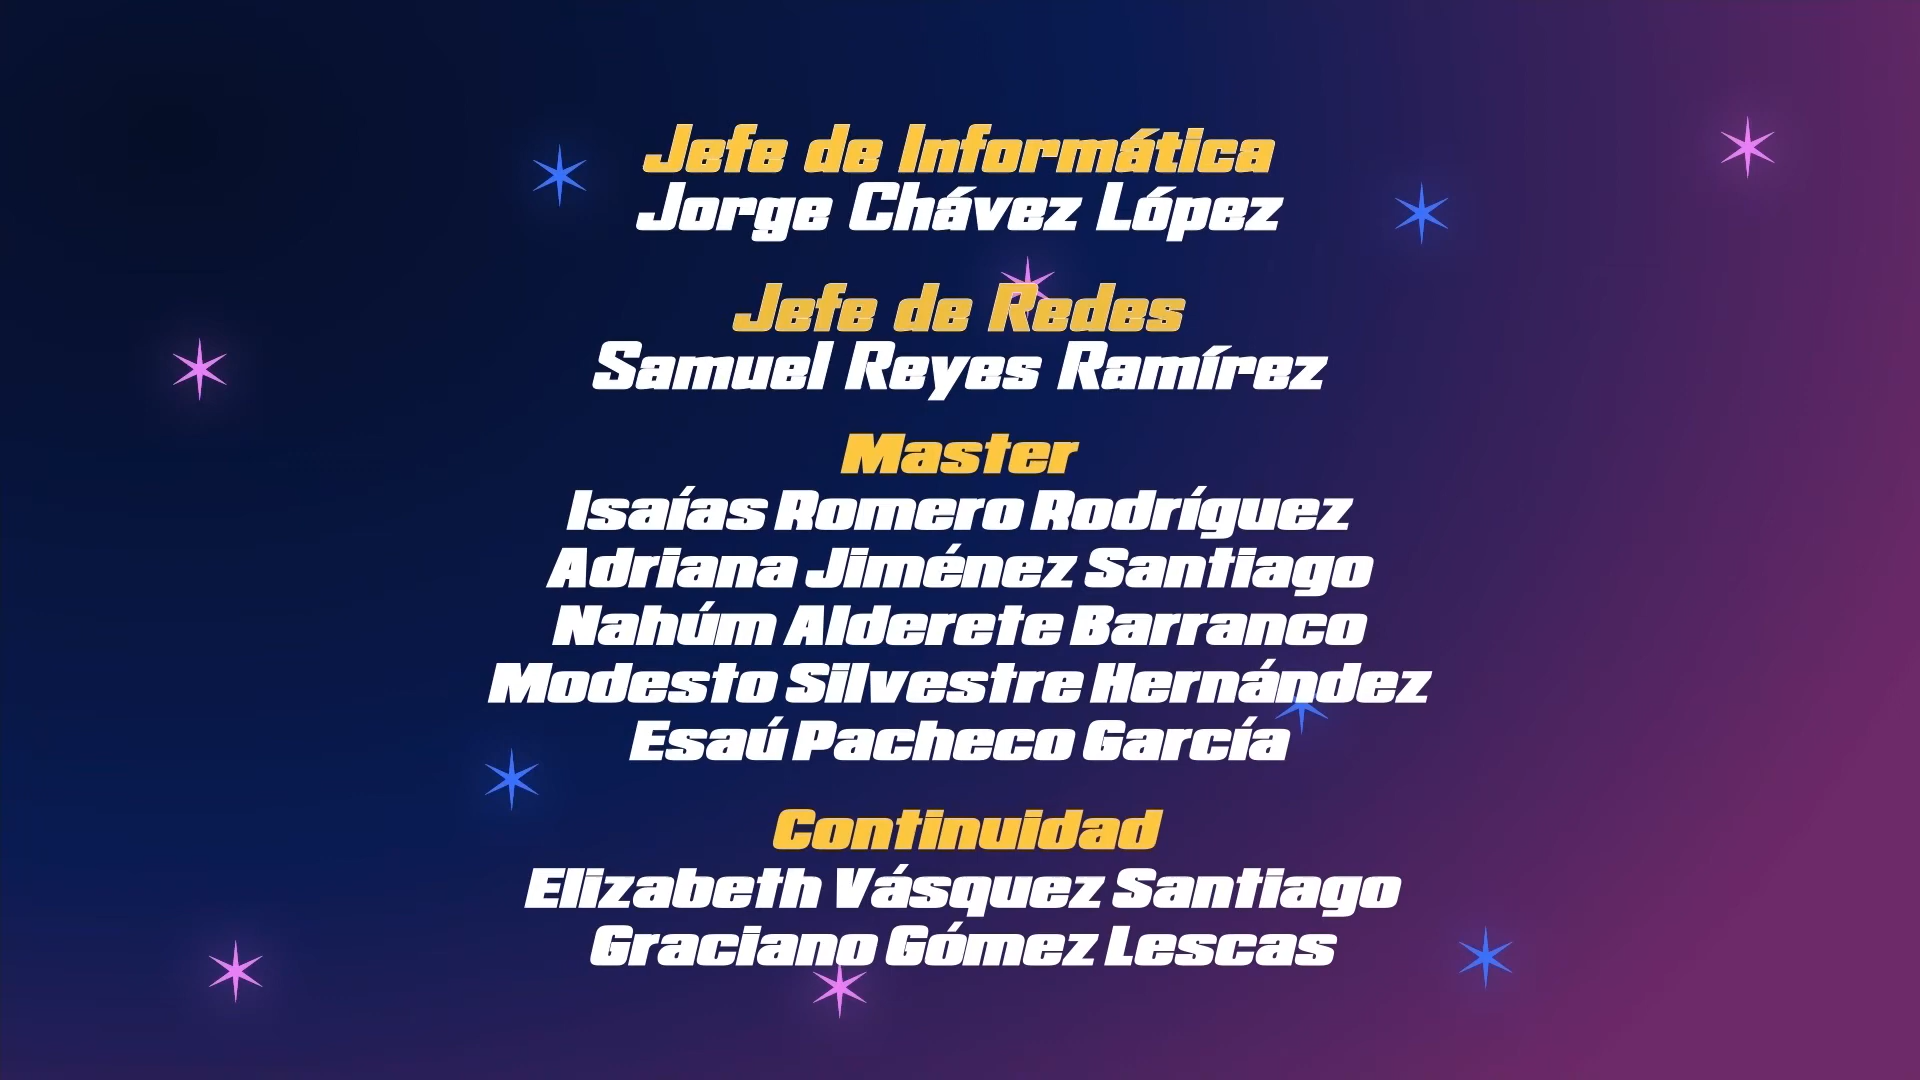 Jefe de Informática
Jorge Chávez López
Jefe de Redes
Samuel Reyes Ramírez
Master
Isaías Romero Rodríguez
Adriana Jiménez Santiago
Nahúm Alderete Barranco
Modesto Silvestre Hernández
Esaú Pacheco García
Continuidad
Elizabeth Vásquez Santiago
Graciano Gómez Lescas